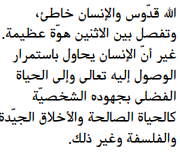 الله قدّوس والإنسان خاطئ،
وتفصل بين الاثنين هوّة عظيمة.
غير أنّ الإنسان يحاول باستمرار
الوصول إليه تعالى وإلى الحياة
الفضلى بجهوده الشخصيّة
كالحياة الصالحة والأخلاق الجيّدة
والفلسفة وغير ذلك.